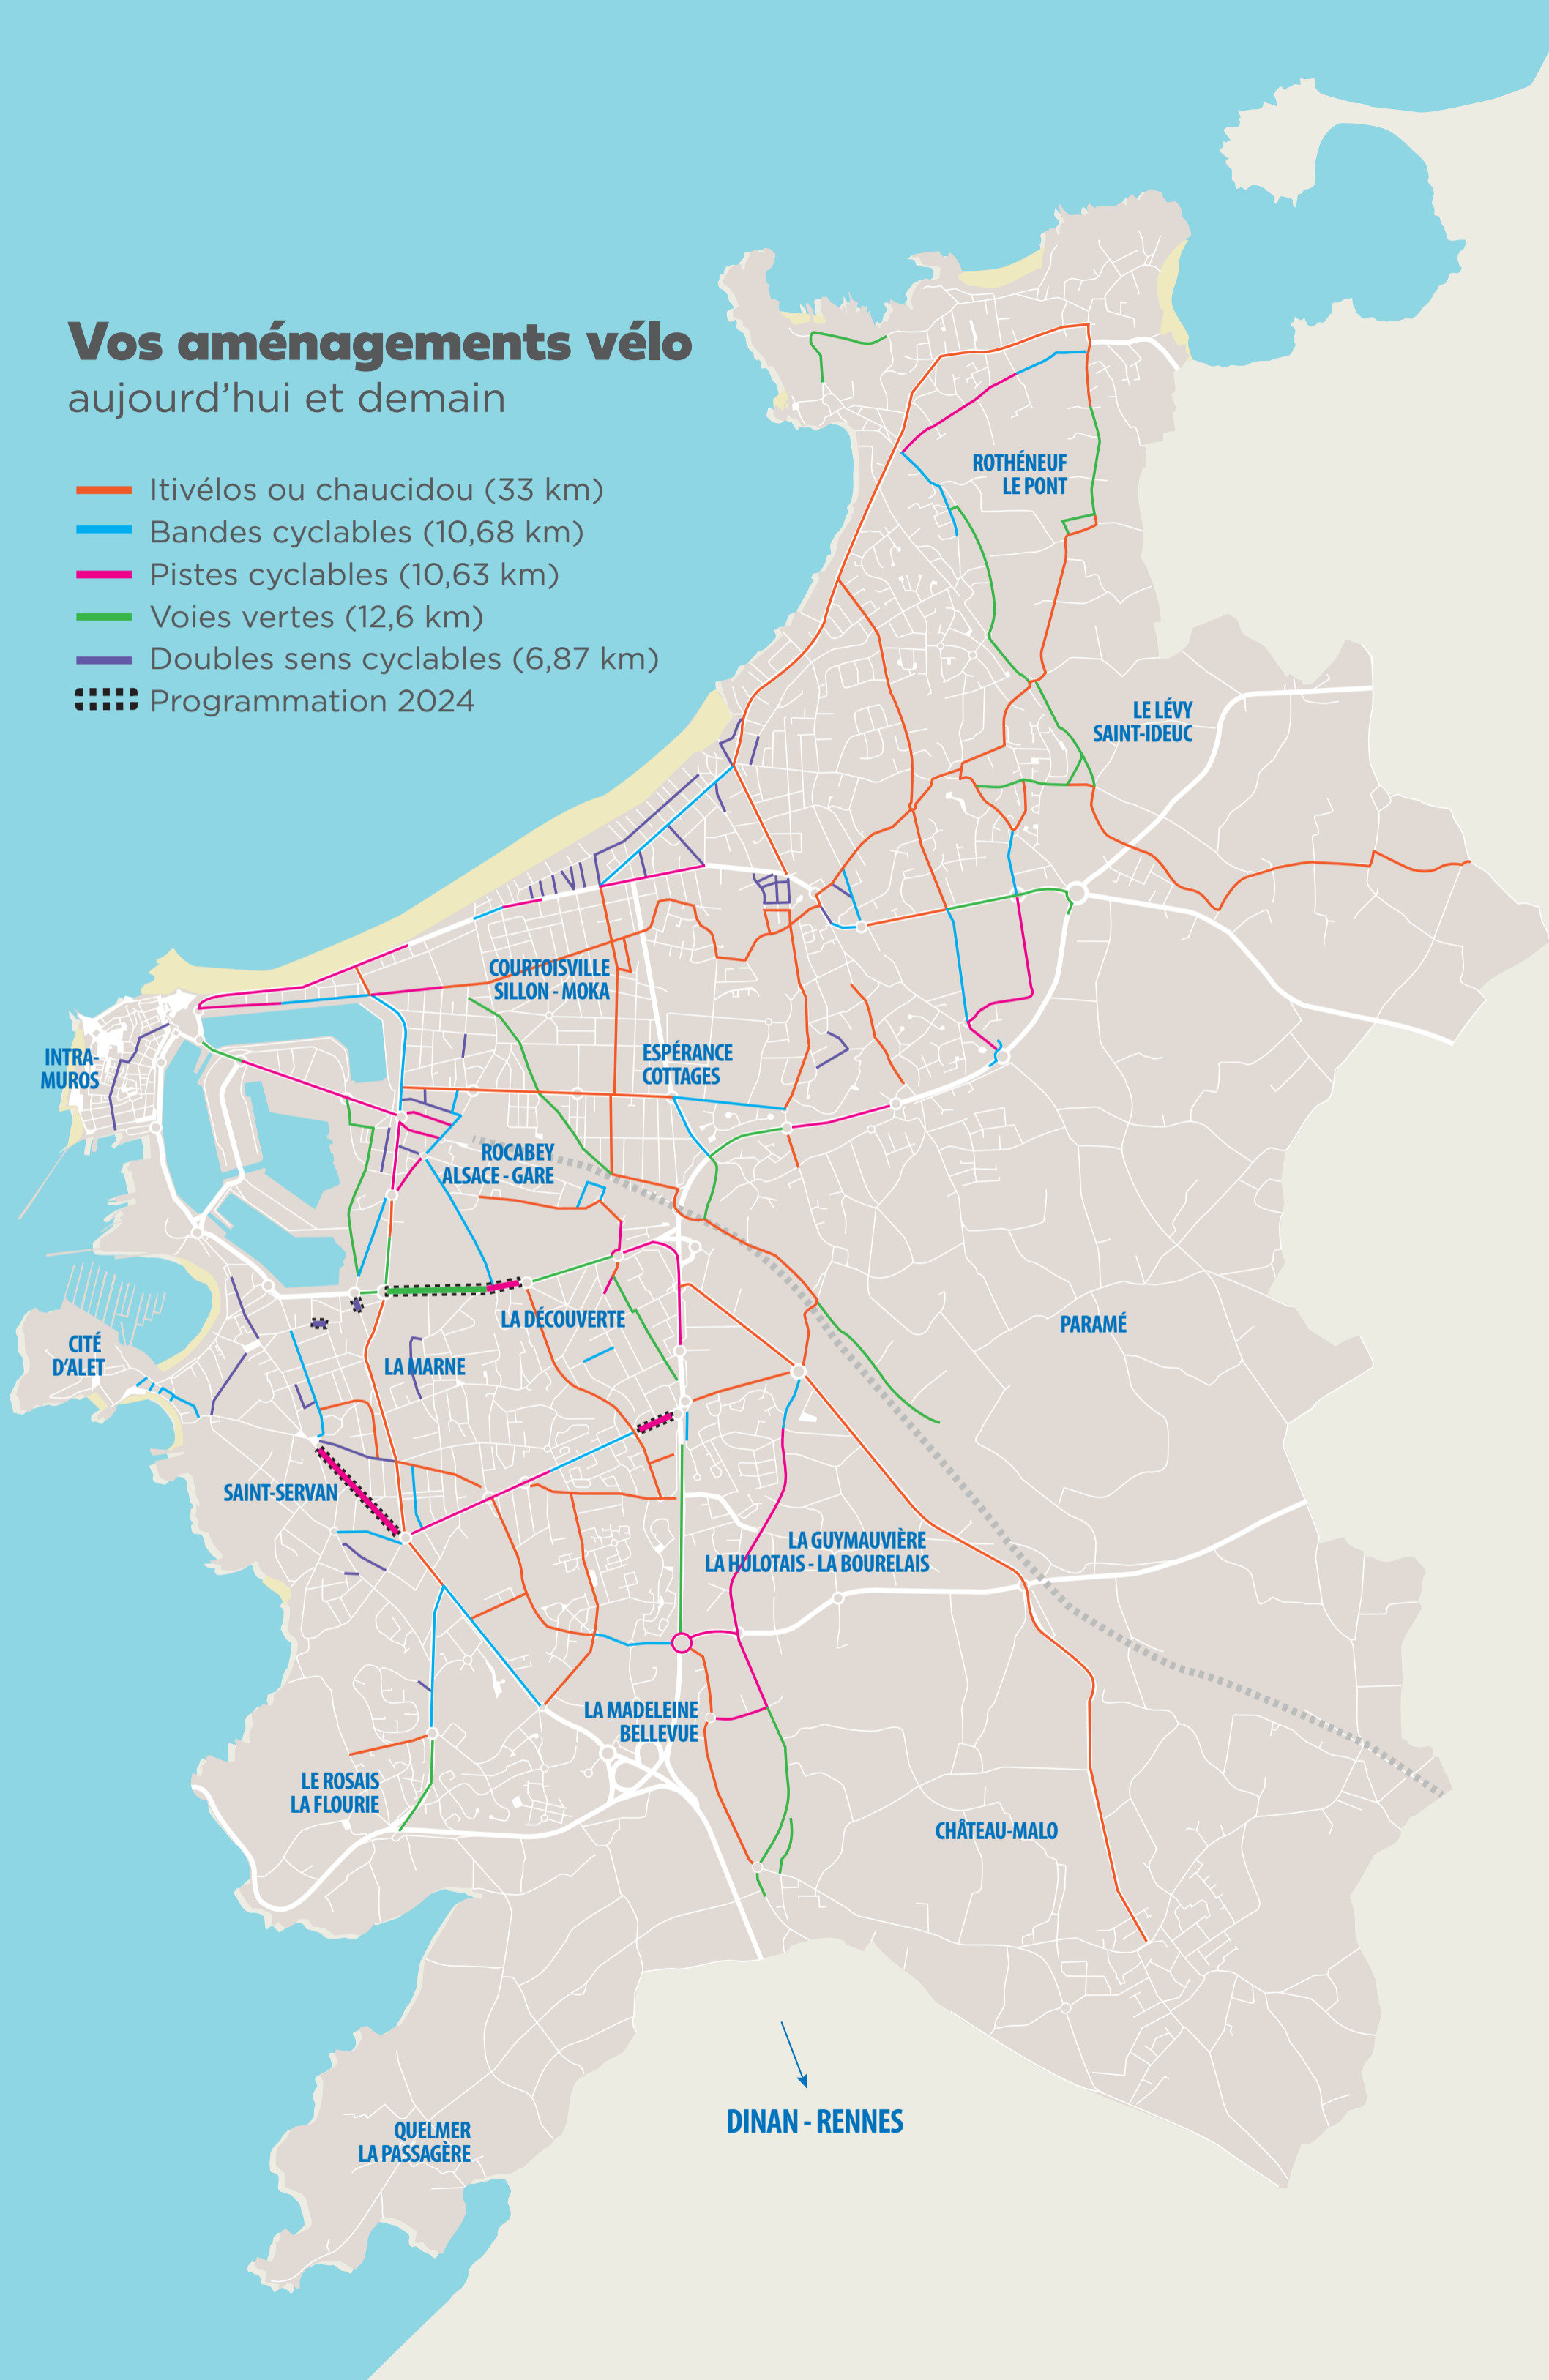 Vos aménagements vélo
aujourd'hui et demain
Itivélos ou chaucidou (33 km)
Bandes cyclables (10,68 km)
Pistes cyclables (10,63 km)
Voies vertes (12,6 km)
Doubles sens cyclables (6,87 km)
Programmation 2024
ROTHÉNEUF
LE PONT
LE LÉVY
SAINT-IDEUC
COURTOISVILLE
SILLON - MOKA
INTRA-
MUROS
ESPÉRANCE
COTTAGES
ROCABEY
ALSACE - GARE
LA DÉCOUVERTE
PARAMÉ
CITÉ
D'ALET
LA MARNE
SAINT-SERVAN
LA GUYMAUVIÈRE
LA HULOTAIS - LA BOURELAIS
LA MADELEINE
BELLEVUE
LE ROSAIS
LA FLOURIE
CHÂTEAU-MALO
DINAN - RENNES
QUELMER
LA PASSAGÈRE